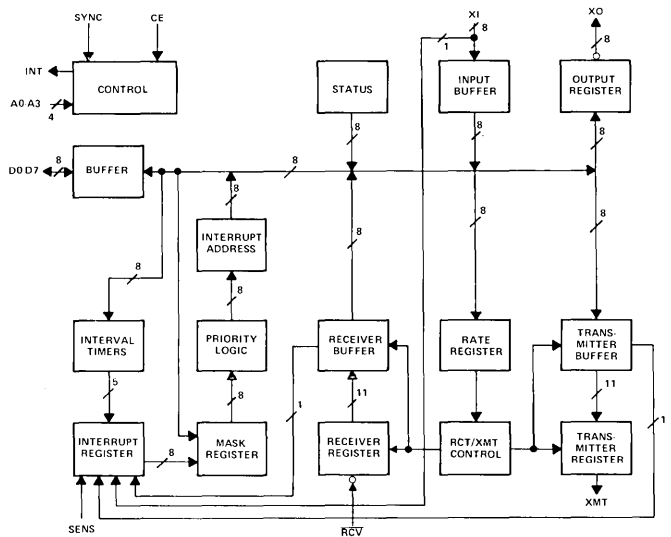 SYNC
CE
XI
XO
8
8
1
INT
CONTROL
STATUS
INPUT
BUFFER
OUTPUT
REGISTER
A0-A3
4
8
8
8
D0-D7
8
BUFFER
8
8
8
8
8
INTERRUPT
ADDRESS
8
8
INTERVAL
TIMERS
PRIORITY
LOGIC
RECEIVER
BUFFER
RATE
REGISTER
TRANS-
MITTER
BUFFER
5
8
1
11
11
1
INTERRUPT
REGISTER
8
MASK
REGISTER
RECEIVER
REGISTER
RCT/XMT
CONTROL
TRANS-
MITTER
REGISTER
SENS
RCV
XMT